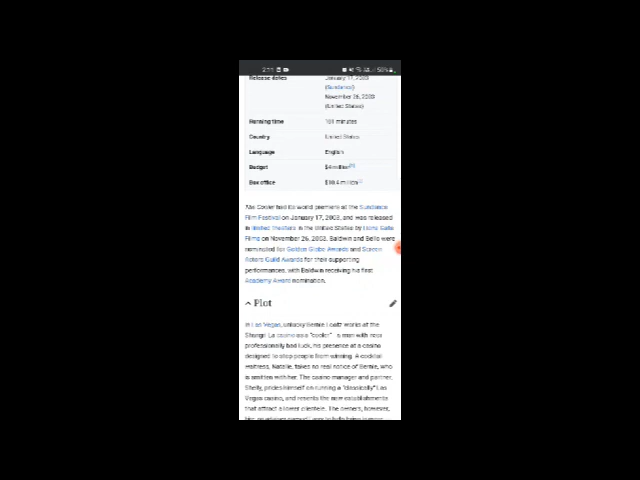 Release dates January 17, 2003
(Sundance)
November 26, 2003
(United States)
Running time 101 minutes
Country United States
Language English
Budget $4 million
Box office
The Cooler had its world premiere at the Sundance
Film Festival on January 17, 2003, and was released
in limited theaters in the United States by Lions Gate
Films on November 26, 2003. Baldwin and Bello were
nominated for Golden Globe Awards and Screen
Actors Guild Awards for their supporting
performances, with Baldwin receiving his first
Academy Award nomination.
Plot
In Las Vegas, unlucky Bernie Lootz works at the
Shangri-La casino as a "cooler" a man with
professionally bad luck, his presence at a casino
designed to stop people from winning. A cocktail
waitress, Natalie, takes no real notice of Bernie, who
is smitten with her. The casino manager and partner,
Shelly, prides himself on running a "classically" Las
Vegas casino, and resents the new establishments
that attract a lower clientele. The owners, however,